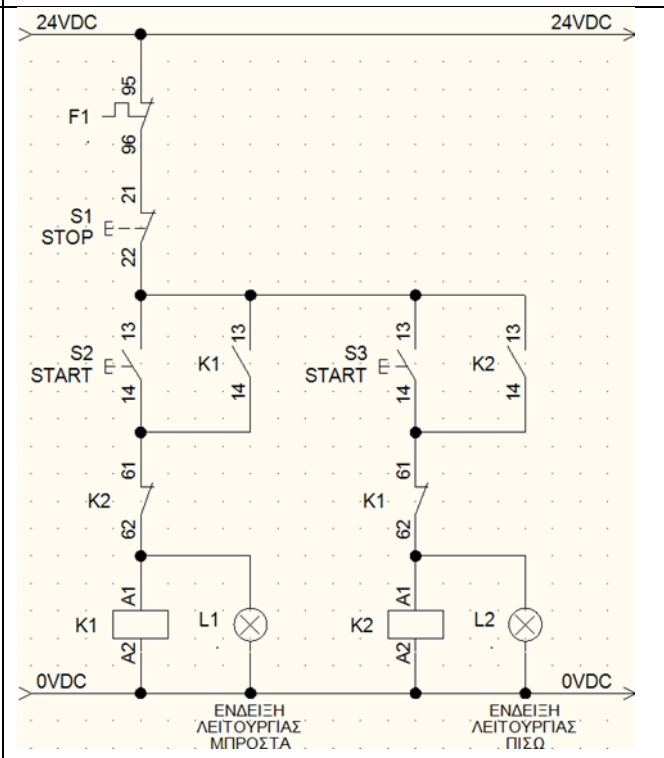 24VDC 24VDC
95
F1
96
21
S1
STOP
22
13 13 13 13
S2 K1 S3 K2
START START
14 14 14 14
61 61
K2 K1
62 62
A1 A1
K1 L1 K2 L2
A2 A2
0VDC 0VDC
ΕΝΔΕΙΞΗ ΕΝΔΕΙΞΗ
ΛΕΙΤΟΥΡΓΙΑΣ ΛΕΙΤΟΥΡΓΙΑΣ
ΜΠΡΟΣΤΑ ΠΙΣΩ